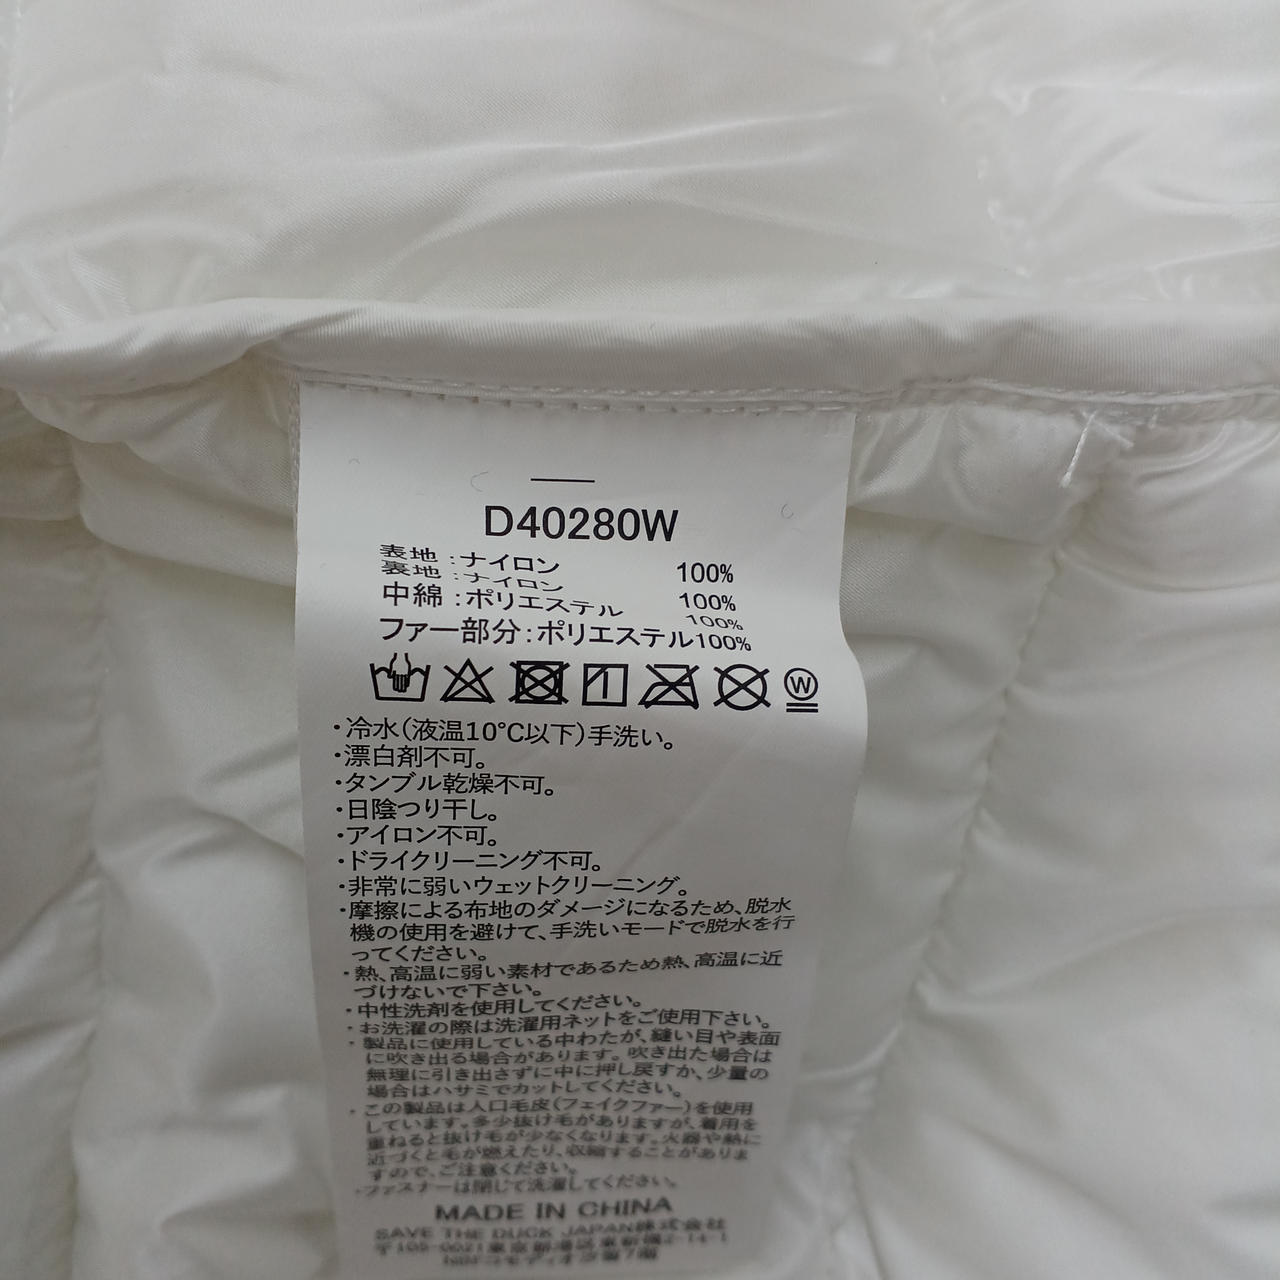 D40280W
表地:ナイロン 100%
裏地:ナイロン 100%
中綿:ポリエステル 100%
ファー部分:ポリエステル100%
W
・冷水(液温10℃以下)手洗い。
・漂白剤不可。
・タンブル乾燥不可。
・日陰つり干し。
・アイロン不可。
・ドライクリーニング不可。
・非常に弱いウェットクリーニング。
・摩擦による布地のダメージになるため、脱水
機の使用を避けて、手洗いモードで脱水を行
ってください。
・熱、高温に弱い素材であるため熱、高温に近
づけないで下さい。
・中性洗剤を使用してください。
・お洗濯の際は洗濯用ネットをご使用下さい。
・製品に使用している中わたが、縫い目や表面
に吹き出る場合があります。吹き出た場合は
無理に引き出さずに中に押し戻すか、少量の
場合はハサミでカットしてください。
・この製品は人口毛皮(フェイクファー)を使用
しています。多少抜け毛がありますが、着用を
重ねると抜け毛が少なくなります。火器や熱に
近づくと毛が燃えたり、収縮することがありま
すので、ご注意ください。
・ファスナーは閉じて洗濯してください。
MADE IN CHINA
SAVE THE DUCK JAPAN株式会社
〒105-0021東京都港区東新橋2-14-1